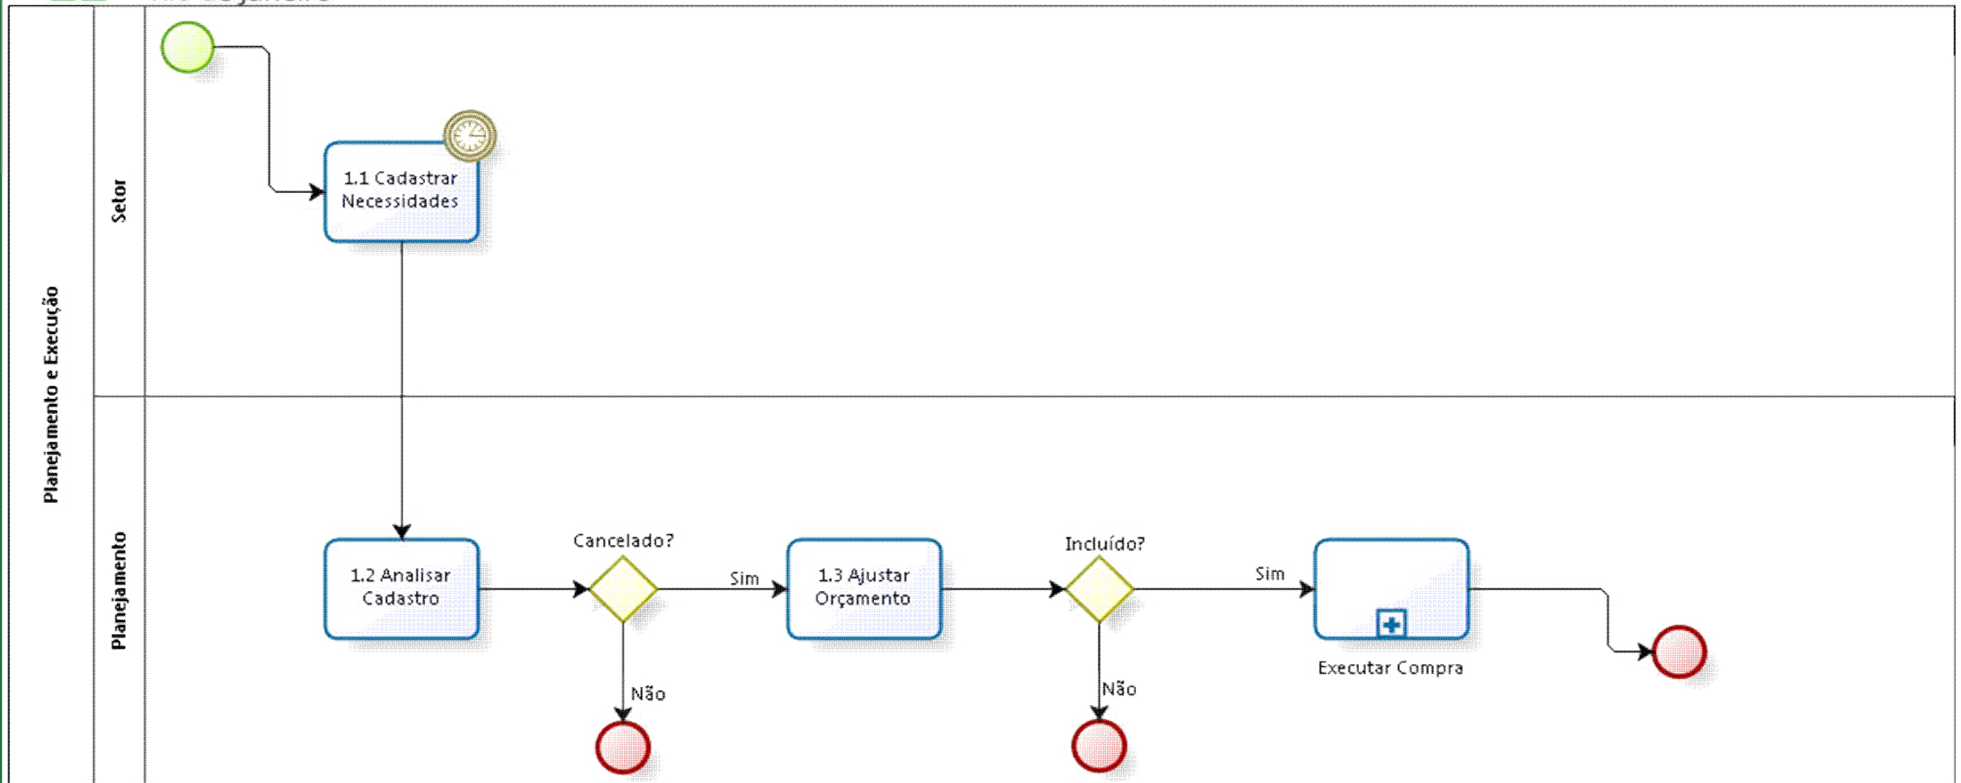 Planejamento e Execução
Setor
1.1 Cadastrar
Necessidades
Planejamento
1.2 Analisar
Cadastro
Cancelado?
Sim
Não
1.3 Ajustar
Orçamento
Incluído?
Sim
Não
Executar Compra